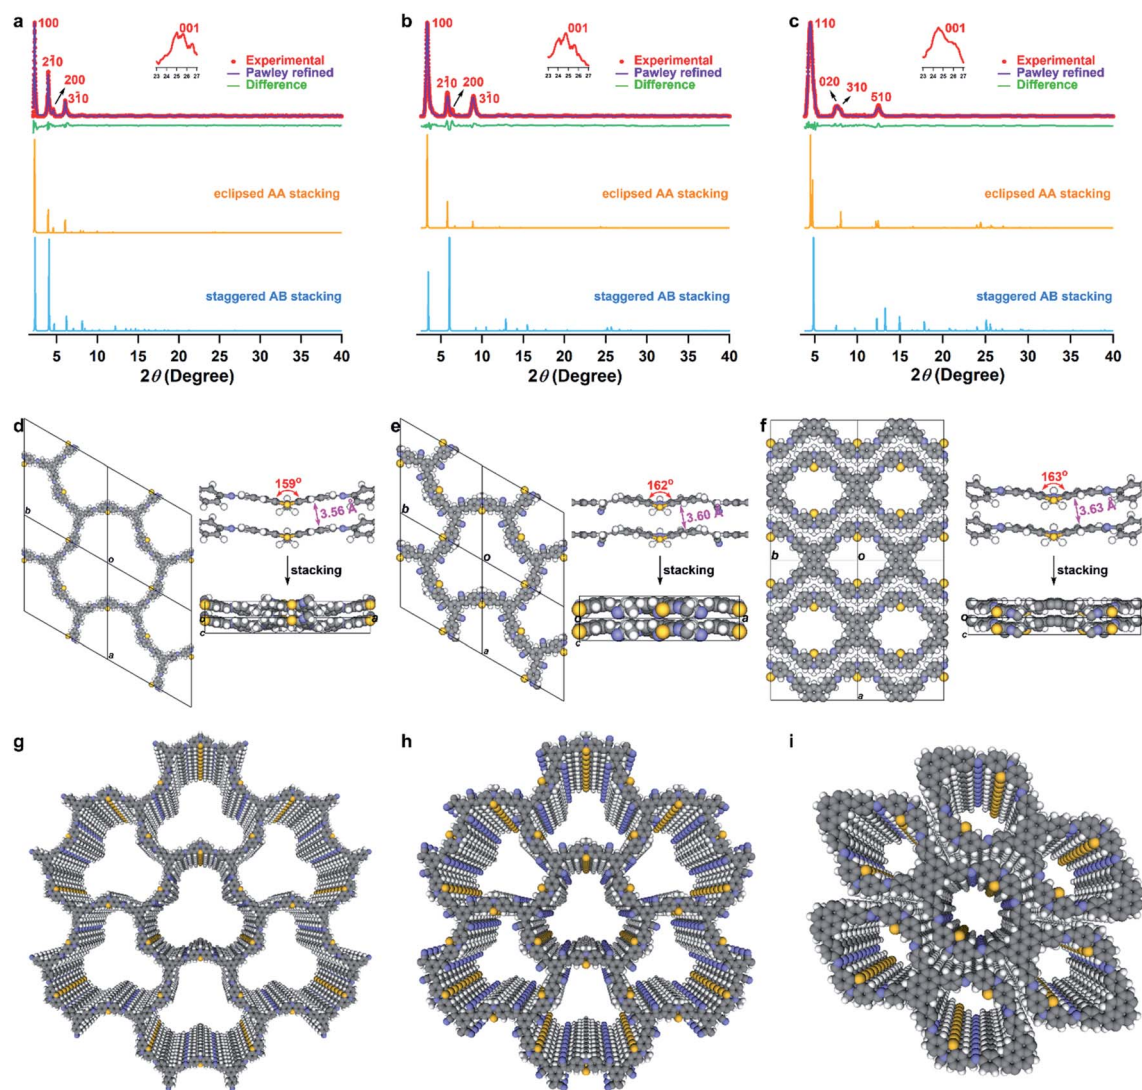 a
100
001
21̄0
200
31̄0
23 24 25 26 27
Experimental
Pawley refined
Difference
eclipsed AA stacking
staggered AB stacking
5 10 15 20 25 30 35 40
2θ (Degree)
b
100
001
21̄0
200
31̄0
23 24 25 26 27
Experimental
Pawley refined
Difference
eclipsed AA stacking
staggered AB stacking
5 10 15 20 25 30 35 40
2θ (Degree)
c
110
001
020
310
510
23 24 25 26 27
Experimental
Pawley refined
Difference
eclipsed AA stacking
staggered AB stacking
5 10 15 20 25 30 35 40
2θ (Degree)
d
b
o
a
159°
3.56 Å
stacking
a
c
e
b
o
a
162°
3.60 Å
stacking
o
a
c
f
b
o
a
163°
3.63 Å
stacking
o
a
c
g
h
i